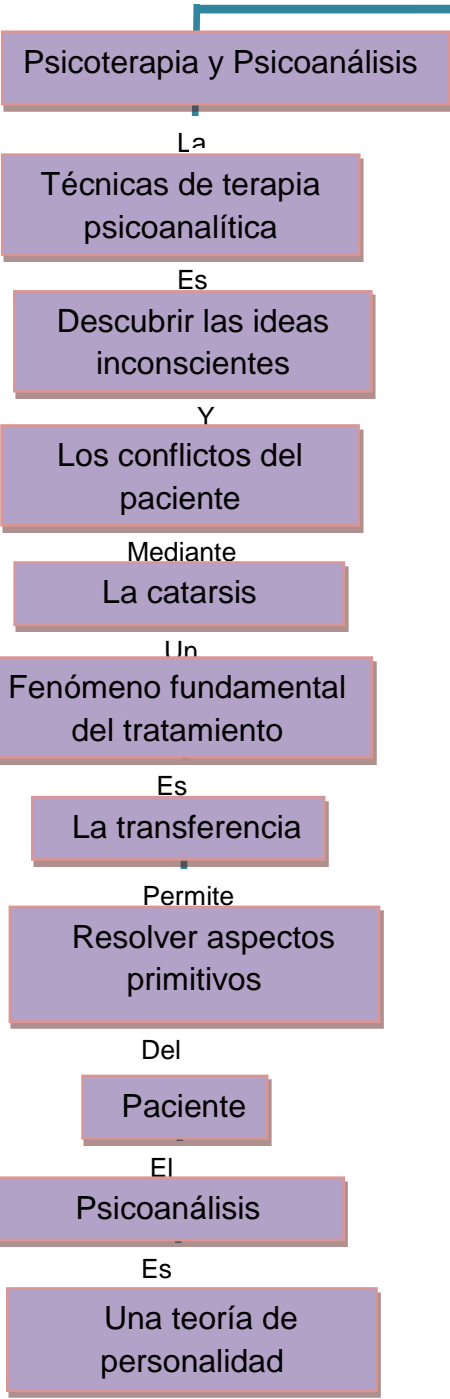 Psicoterapia y Psicoanálisis
La
Técnicas de terapia
psicoanalítica
Es
Descubrir las ideas
inconscientes
Y
Los conflictos del
paciente
Mediante
La catarsis
Un
Fenómeno fundamental
del tratamiento
Es
La transferencia
Permite
Resolver aspectos
primitivos
Del
Paciente
El
Psicoanálisis
Es
Una teoría de
personalidad